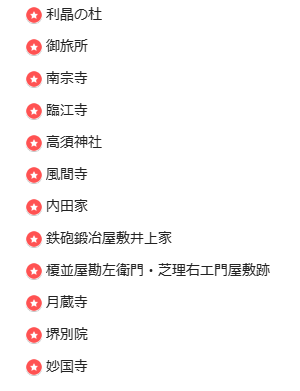 利晶の杜
御旅所
南宗寺
臨江寺
高須神社
風間寺
内田家
鉄砲鍛冶屋敷井上家
榎並屋勘左衛門・芝理右エ門屋敷跡
月蔵寺
堺別院
妙国寺